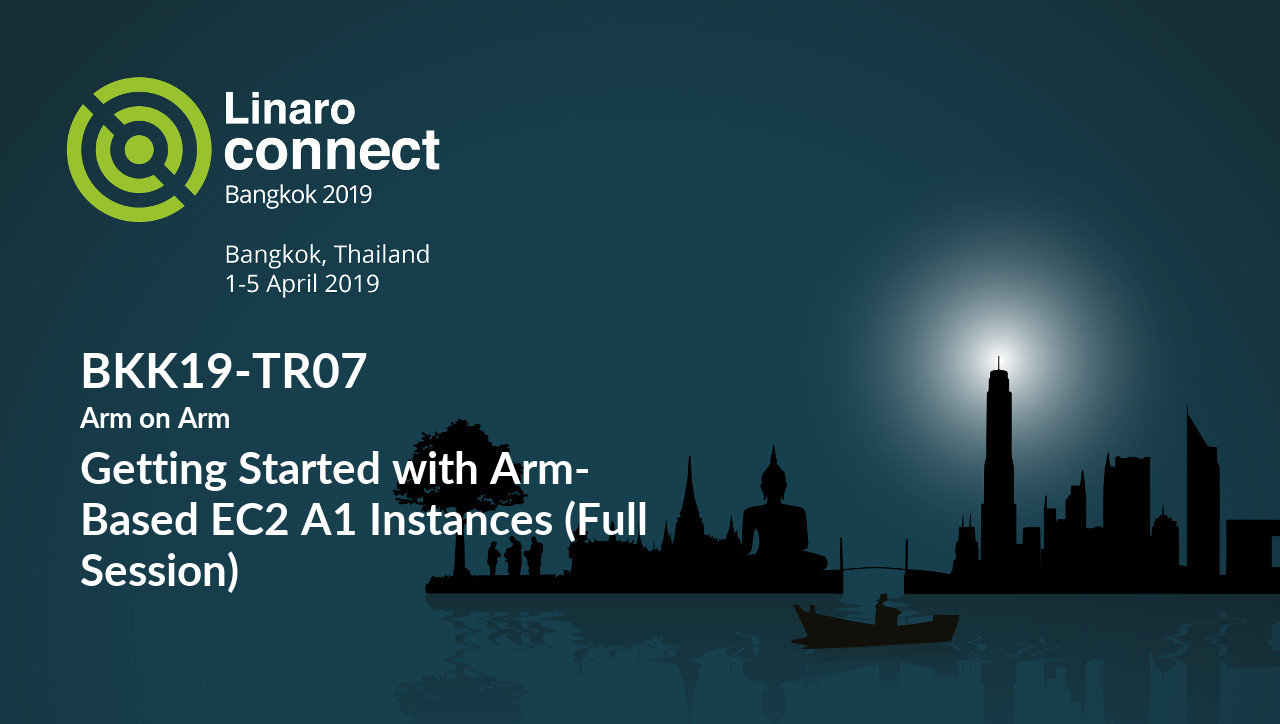 Linaro
connect
Bangkok 2019
Bangkok, Thailand
1-5 April 2019
BKK19-TR07
Arm on Arm
Getting Started with Arm-
Based EC2 A1 Instances (Full
Session)